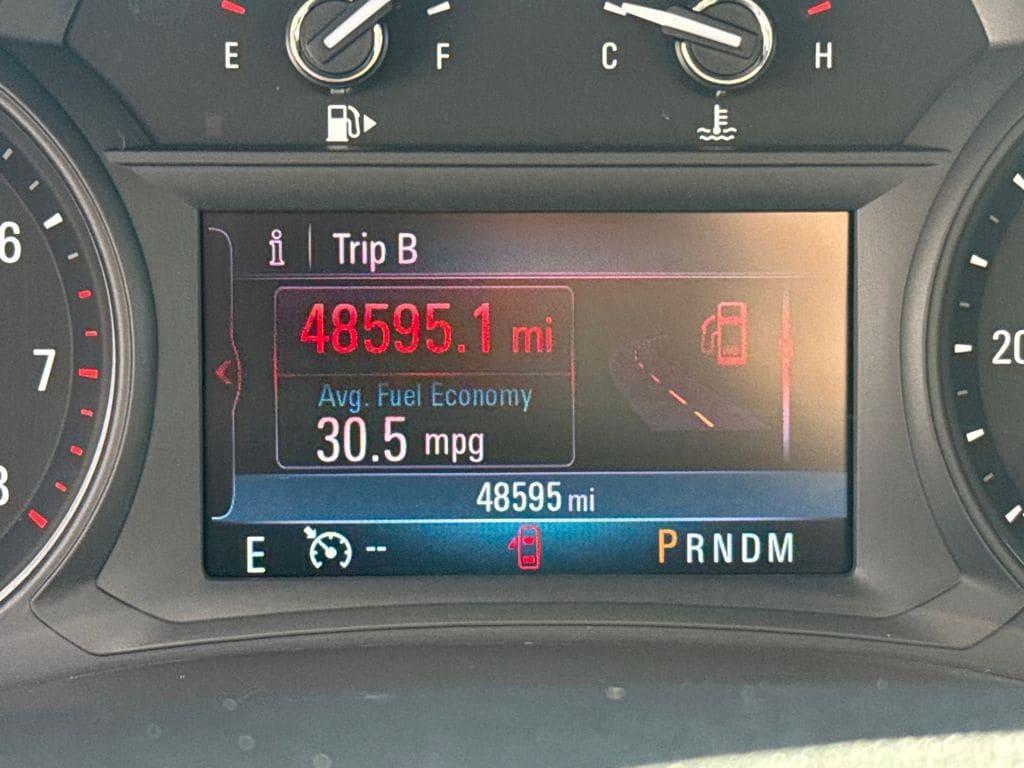 E F C H
6
7
8
20
Trip B
48595.1 mi
Avg. Fuel Economy
30.5 mpg
48595 mi
E -- PRNDM